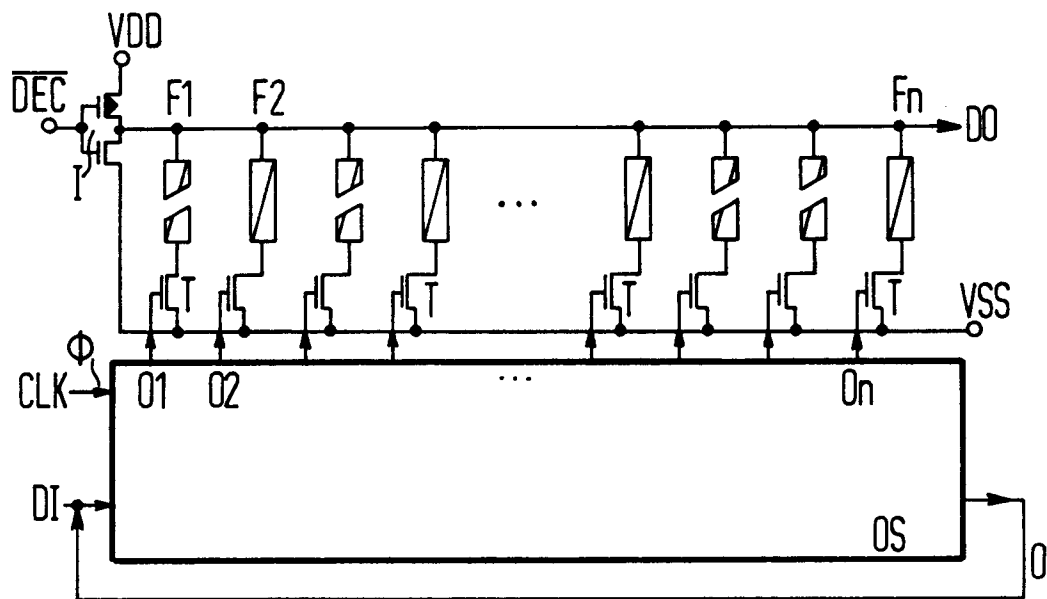 VDD
DEC
F1 F2 Fn
DO
I
...
T T T T
VSS
Φ
CLK
O1 O2 ... On
DI
OS
O